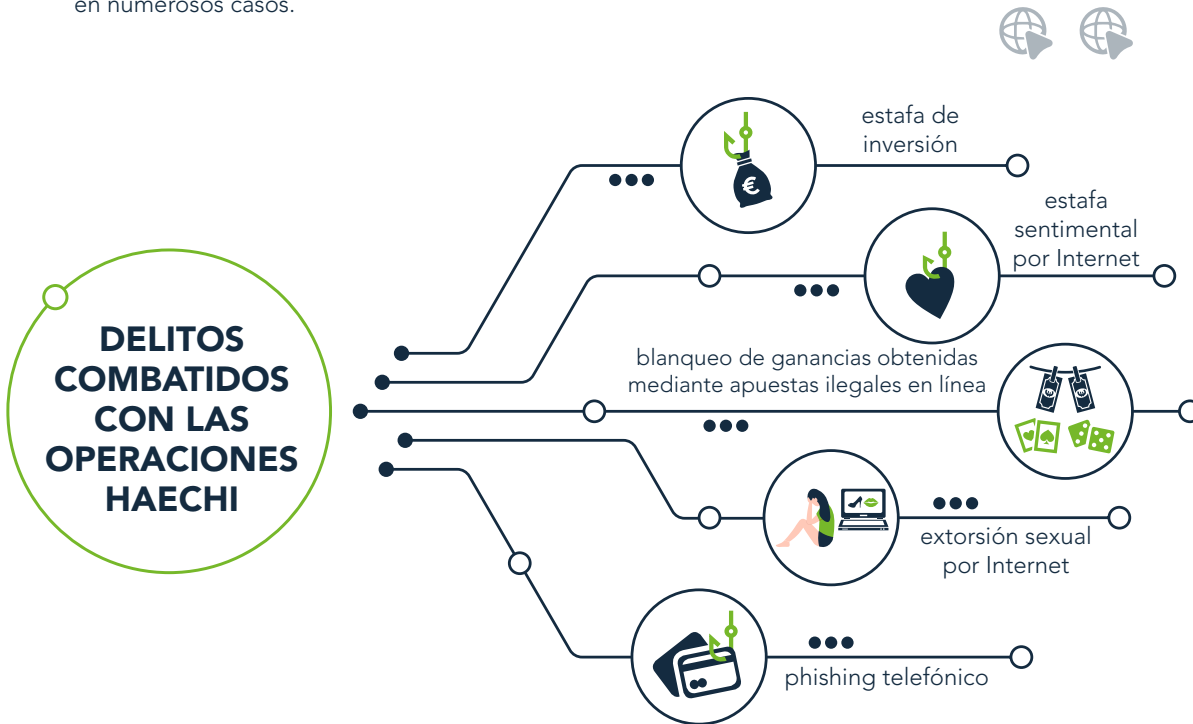 en numerosos casos.
estafa de
inversión
estafa
sentimental
por Internet
DELITOS
COMBATIDOS
CON LAS
OPERACIONES
HAECHI
blanqueo de ganancias obtenidas
mediante apuestas ilegales en línea
extorsión sexual
por Internet
phishing telefónico